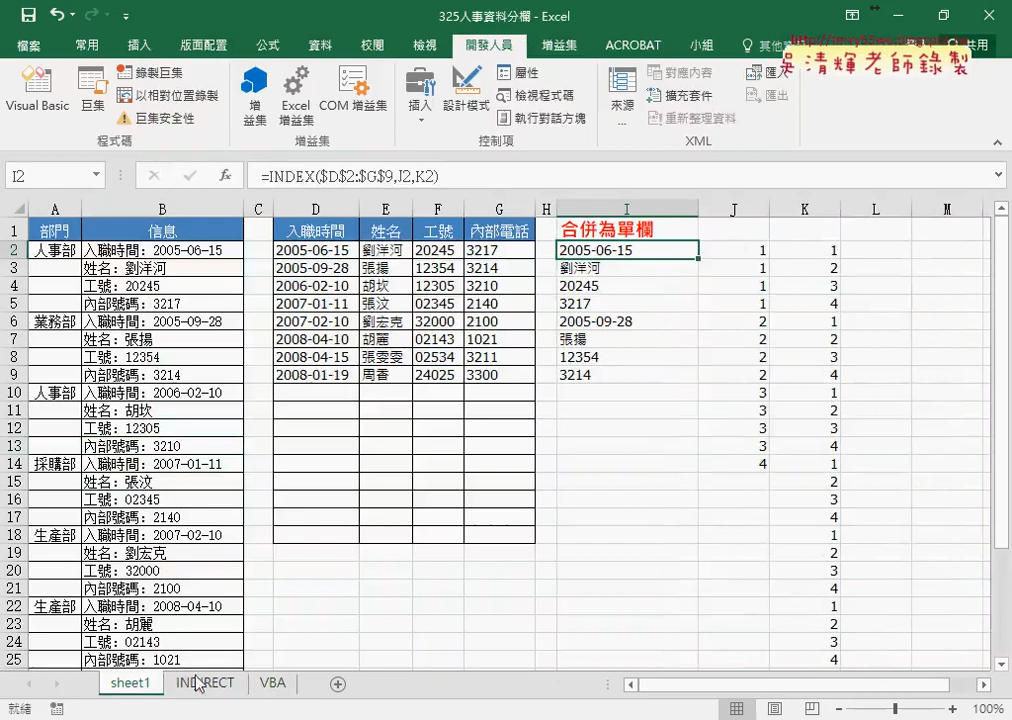 325人事資料分欄 - Excel
檔案 常用 插入 版面配置 公式 資料 校閱 檢視 開發人員 增益集 ACROBAT 小組 其他 共用
吳清輝老師錄製
Visual Basic 巨集 錄製巨集 以相對位置錄製 巨集安全性 增益集 Excel 增益集 COM 增益集 插入 設計模式 屬性 檢視程式碼 執行對話方塊 來源... 對應內容 擴充套件 重新整理資料 匯出
程式碼 增益集 控制項 XML
I2 fx =INDEX($D$2:$G$9,J2,K2)
A B C D E F G H I J K L M
1 部門 信息 入職時間 姓名 工號 內部電話 合併為單欄
2 人事部 入職時間：2005-06-15 2005-06-15 劉洋河 20245 3217 2005-06-15 1 1
3 姓名：劉洋河 2005-09-28 張揚 12354 3214 劉洋河 1 2
4 工號：20245 2006-02-10 胡坎 12305 3210 20245 1 3
5 內部號碼：3217 2007-01-11 張汶 02345 2140 3217 1 4
6 業務部 入職時間：2005-09-28 2007-02-10 劉宏克 32000 2100 2005-09-28 2 1
7 姓名：張揚 2008-04-10 胡麗 02143 1021 張揚 2 2
8 工號：12354 2008-04-15 張雯雯 02534 3211 12354 2 3
9 內部號碼：3214 2008-01-19 周香 24025 3300 3214 2 4
10 人事部 入職時間：2006-02-10 3 1
11 姓名：胡坎 3 2
12 工號：12305 3 3
13 內部號碼：3210 3 4
14 採購部 入職時間：2007-01-11 4 1
15 姓名：張汶 2
16 工號：02345 3
17 內部號碼：2140 4
18 生產部 入職時間：2007-02-10 1
19 姓名：劉宏克 2
20 工號：32000 3
21 內部號碼：2100 4
22 生產部 入職時間：2008-04-10 1
23 姓名：胡麗 2
24 工號：02143 3
25 內部號碼：1021 4
sheet1 INDIRECT VBA
就緒 100%